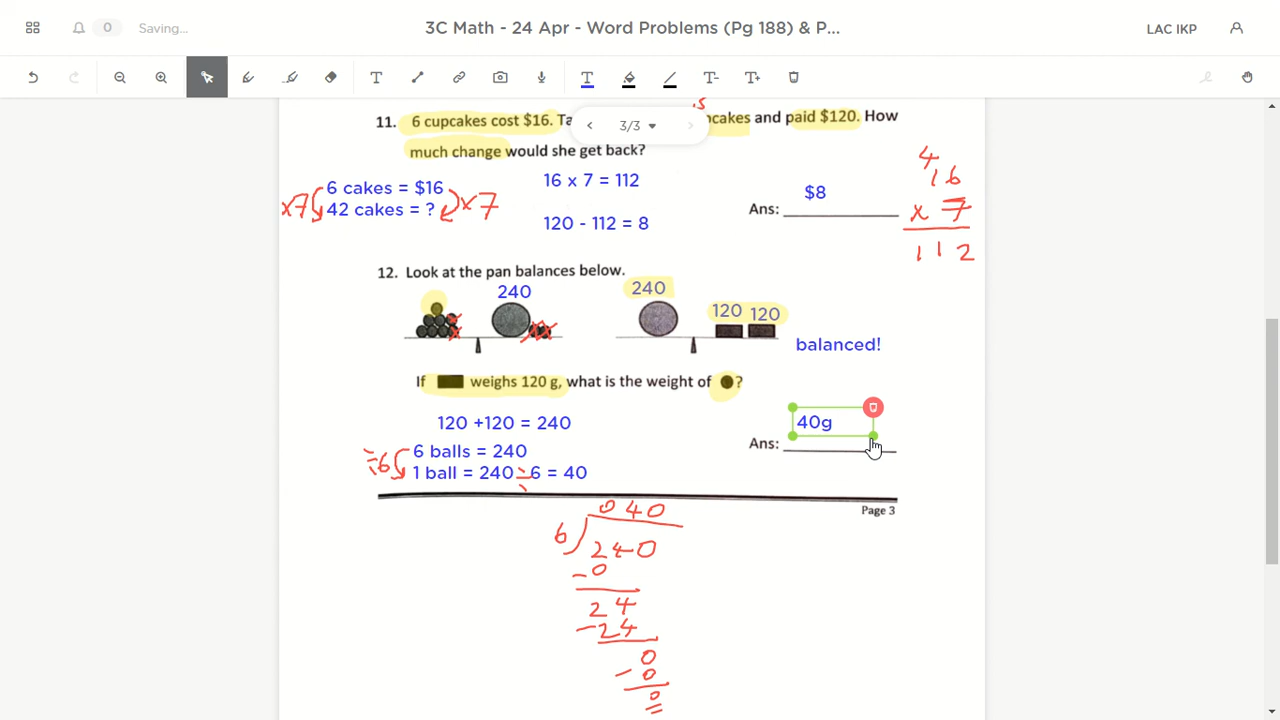 0
Saving...
3C Math - 24 Apr - Word Problems (Pg 188) & P...
LAC IKP
3/3
11. 6 cupcakes cost $16. cakes and paid $120. How
much change would she get back?
6 cakes = $16
42 cakes = ?
x7
x7
16 x 7 = 112
120 - 112 = 8
Ans: $8
4
16
x 7
112
12. Look at the pan balances below.
240
240
120 120
balanced!
If weighs 120 g, what is the weight of ?
120 +120 = 240
6 balls = 240
1 ball = 240 ÷ 6 = 40
÷6
Ans: 40g
Page 3
040
6 240
-0
24
-24
0
-0
0